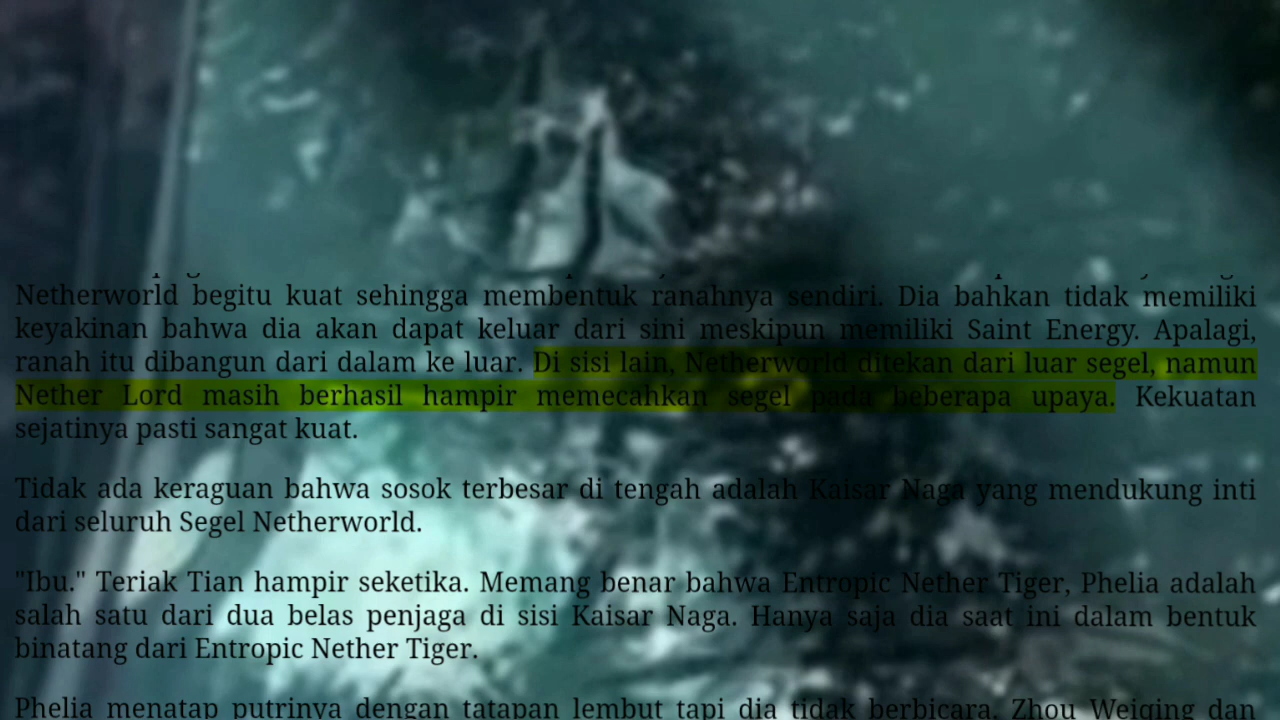 Netherworld begitu kuat sehingga membentuk ranahnya sendiri. Dia bahkan tidak memiliki
keyakinan bahwa dia akan dapat keluar dari sini meskipun memiliki Saint Energy. Apalagi,
ranah itu dibangun dari dalam ke luar. Di sisi lain, Netherworld ditekan dari luar segel, namun
Nether Lord masih berhasil hampir memecahkan segel pada beberapa upaya. Kekuatan
sejatinya pasti sangat kuat.
Tidak ada keraguan bahwa sosok terbesar di tengah adalah Kaisar Naga yang mendukung inti
dari seluruh Segel Netherworld.
"Ibu." Teriak Tian hampir seketika. Memang benar bahwa Entropic Nether Tiger, Phelia adalah
salah satu dari dua belas penjaga di sisi Kaisar Naga. Hanya saja dia saat ini dalam bentuk
binatang dari Entropic Nether Tiger.
Phelia menatap putrinya dengan tatapan lembut tapi dia tidak berbicara. Zhou Weiqing dan